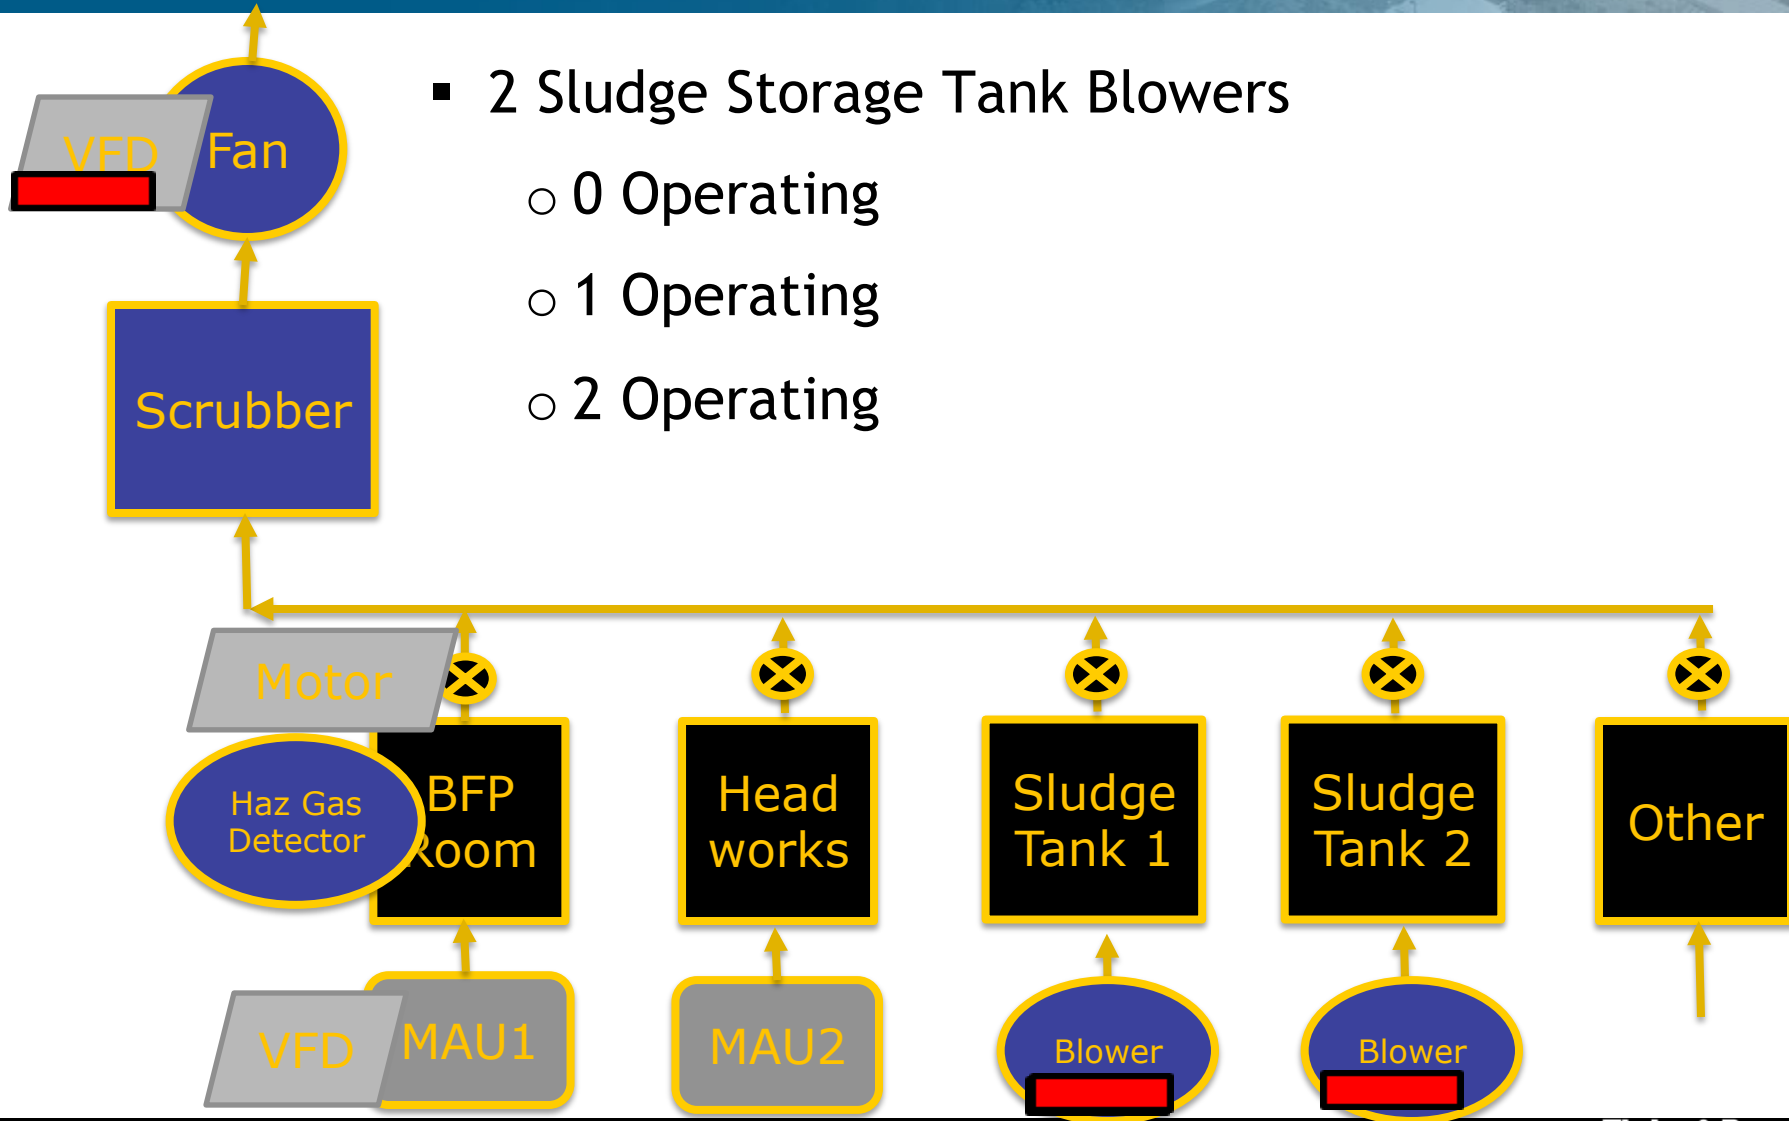 2 Sludge Storage Tank Blowers
0 Operating
1 Operating
2 Operating
VFD
Fan
Scrubber
Motor
Haz Gas
Detector
BFP
Room
Head
works
Sludge
Tank 1
Sludge
Tank 2
Other
VFD
MAU1
MAU2
Blower
Blower